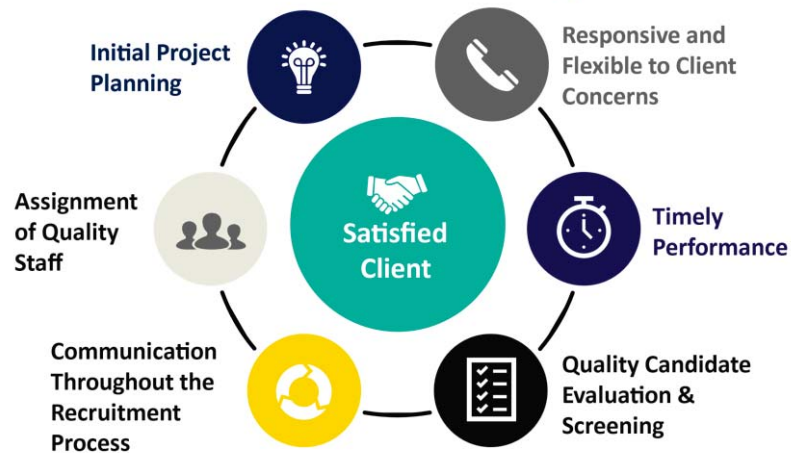 Initial Project
Planning
Responsive and
Flexible to Client
Concerns
Assignment
of Quality
Staff
Satisfied
Client
Timely
Performance
Communication
Throughout the
Recruitment
Process
Quality Candidate
Evaluation &
Screening